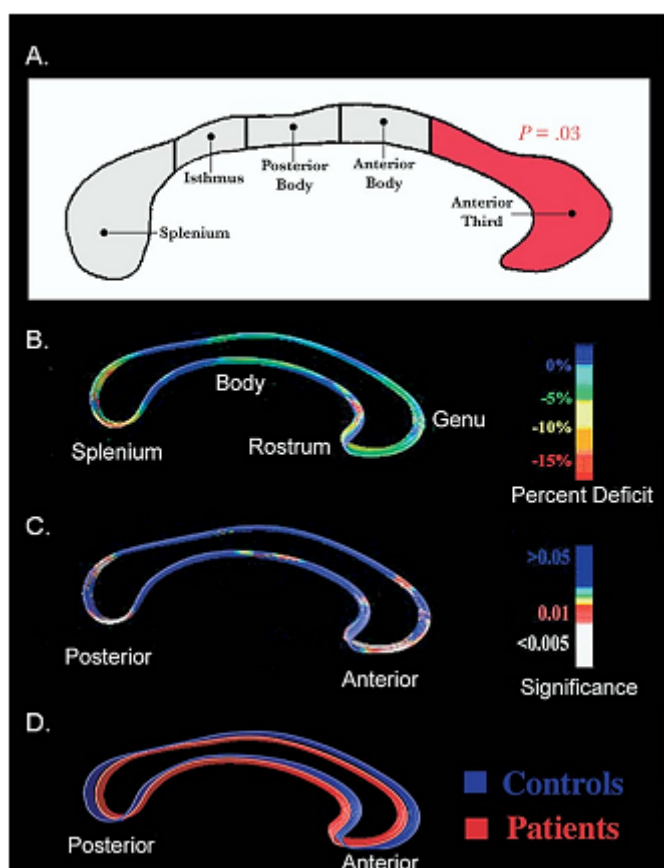 A.
P = .03
Isthmus
Posterior
Body
Anterior
Body
Anterior
Third
Splenium
B.
Body
Splenium
Rostrum
Genu
0%
-5%
-10%
-15%
Percent Deficit
C.
Posterior
Anterior
>0.05
0.01
<0.005
Significance
D.
Posterior
Anterior
Controls
Patients